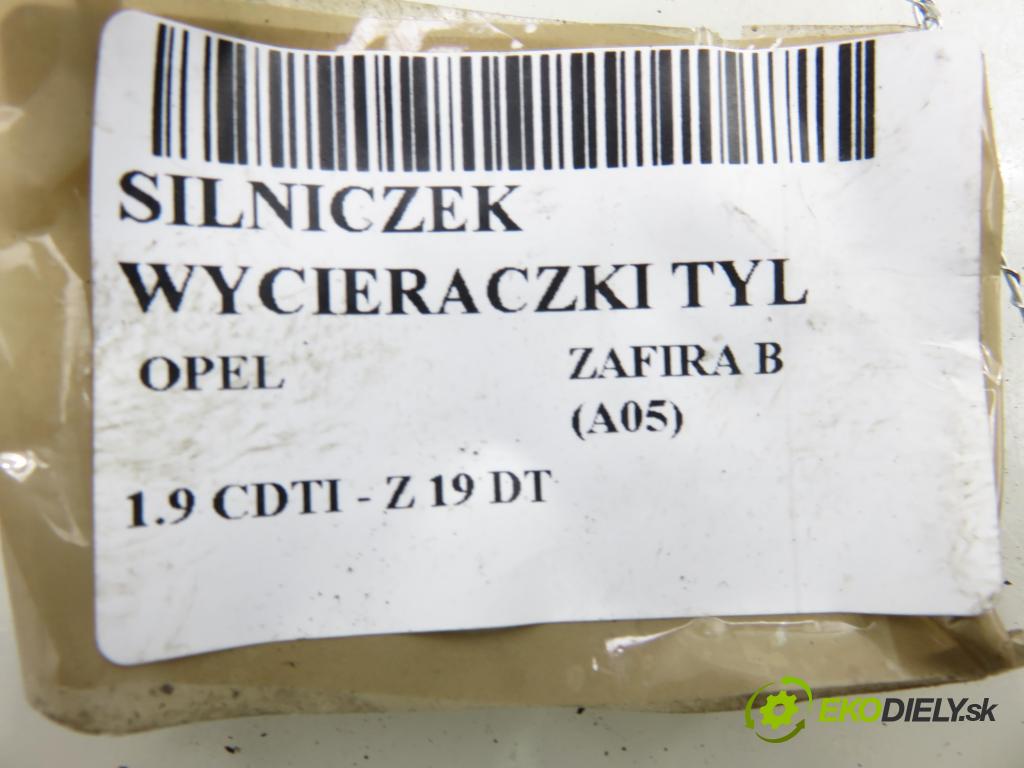 SILNICZEK
WYCIERACZKI TYL
OPEL
ZAFIRA B
(A05)
1.9 CDTI - Z 19 DT
EKODIELY.sk